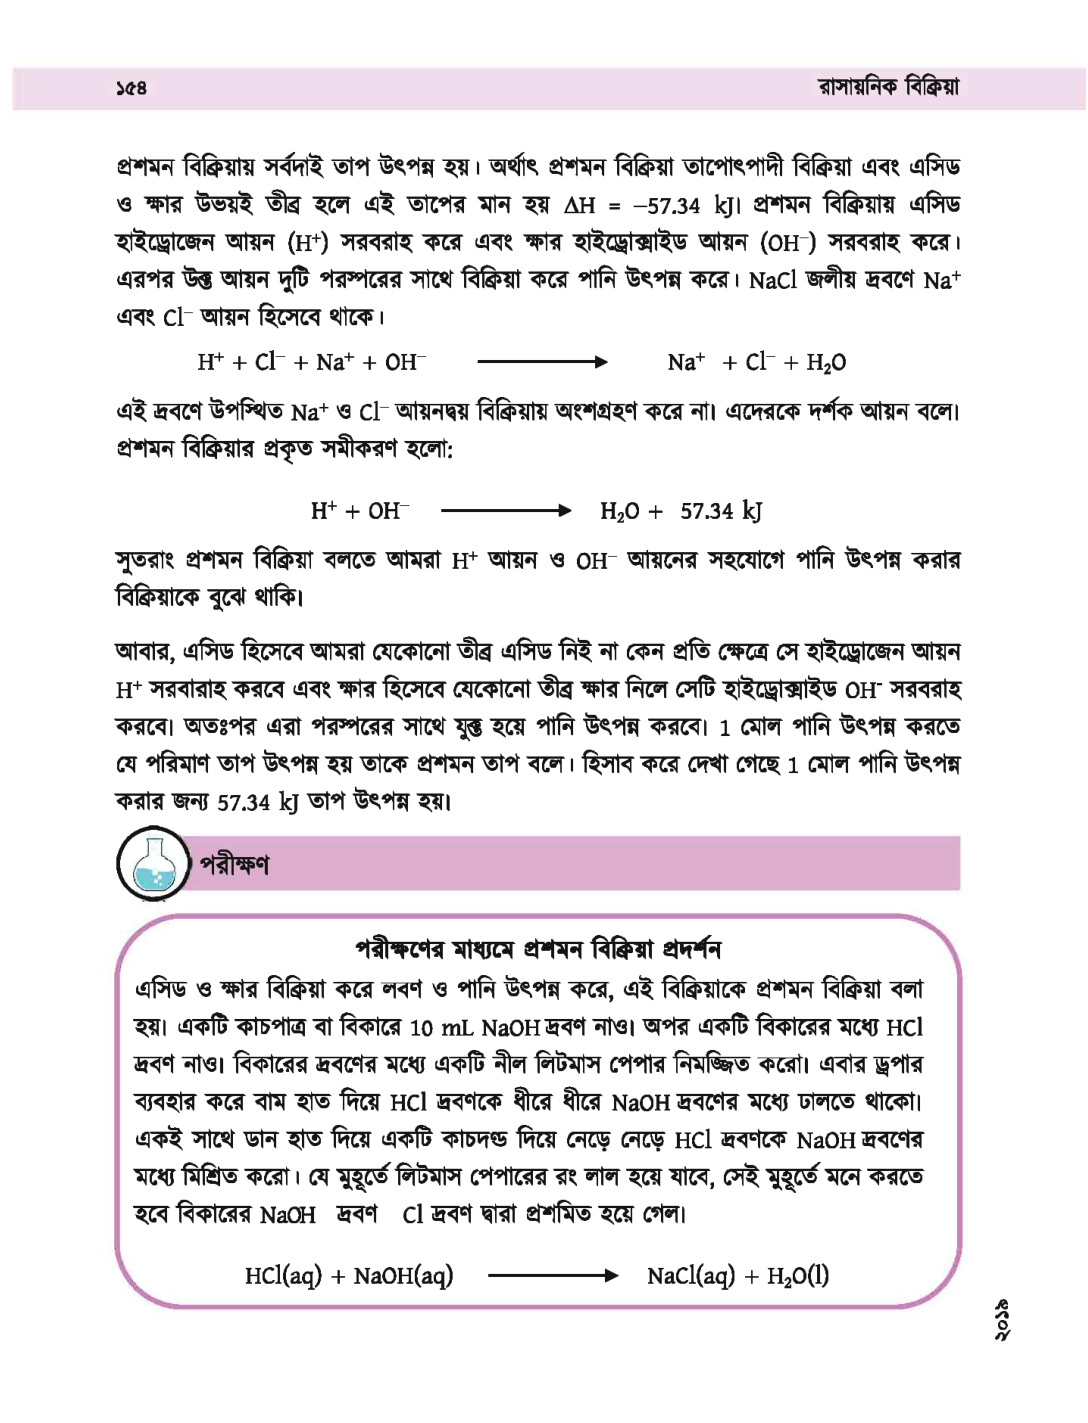 ১৫৪ রাসায়নিক বিক্রিয়া
প্রশমন বিক্রিয়ায় সর্বদাই তাপ উৎপন্ন হয়। অর্থাৎ প্রশমন বিক্রিয়া তাপোৎপাদী বিক্রিয়া এবং এসিড
ও ক্ষার উভয়ই তীব্র হলে এই তাপের মান হয় ΔH = –57.34 kJ। প্রশমন বিক্রিয়ায় এসিড
হাইড্রোজেন আয়ন (H⁺) সরবরাহ করে এবং ক্ষার হাইড্রোক্সাইড আয়ন (OH⁻) সরবরাহ করে।
এরপর উক্ত আয়ন দুটি পরস্পরের সাথে বিক্রিয়া করে পানি উৎপন্ন করে। NaCl জলীয় দ্রবণে Na⁺
এবং Cl⁻ আয়ন হিসেবে থাকে।
H⁺ + Cl⁻ + Na⁺ + OH⁻ ⟶ Na⁺ + Cl⁻ + H₂O
এই দ্রবণে উপস্থিত Na⁺ ও Cl⁻ আয়নদ্বয় বিক্রিয়ায় অংশগ্রহণ করে না। এদেরকে দর্শক আয়ন বলে।
প্রশমন বিক্রিয়ার প্রকৃত সমীকরণ হলো:
H⁺ + OH⁻ ⟶ H₂O + 57.34 kJ
সুতরাং প্রশমন বিক্রিয়া বলতে আমরা H⁺ আয়ন ও OH⁻ আয়নের সহযোগে পানি উৎপন্ন করার
বিক্রিয়াকে বুঝে থাকি।
আবার, এসিড হিসেবে আমরা যেকোনো তীব্র এসিড নিই না কেন প্রতি ক্ষেত্রে সে হাইড্রোজেন আয়ন
H⁺ সরবারাহ করবে এবং ক্ষার হিসেবে যেকোনো তীব্র ক্ষার নিলে সেটি হাইড্রোক্সাইড OH⁻ সরবরাহ
করবে। অতঃপর এরা পরস্পরের সাথে যুক্ত হয়ে পানি উৎপন্ন করবে। 1 মোল পানি উৎপন্ন করতে
যে পরিমাণ তাপ উৎপন্ন হয় তাকে প্রশমন তাপ বলে। হিসাব করে দেখা গেছে 1 মোল পানি উৎপন্ন
করার জন্য 57.34 kJ তাপ উৎপন্ন হয়।
পরীক্ষণ
পরীক্ষণের মাধ্যমে প্রশমন বিক্রিয়া প্রদর্শন
এসিড ও ক্ষার বিক্রিয়া করে লবণ ও পানি উৎপন্ন করে, এই বিক্রিয়াকে প্রশমন বিক্রিয়া বলা
হয়। একটি কাচপাত্র বা বিকারে 10 mL NaOH দ্রবণ নাও। অপর একটি বিকারের মধ্যে HCl
দ্রবণ নাও। বিকারের দ্রবণের মধ্যে একটি নীল লিটমাস পেপার নিমজ্জিত করো। এবার ড্রপার
ব্যবহার করে বাম হাত দিয়ে HCl দ্রবণকে ধীরে ধীরে NaOH দ্রবণের মধ্যে ঢালতে থাকো।
একই সাথে ডান হাত দিয়ে একটি কাচদণ্ড দিয়ে নেড়ে নেড়ে HCl দ্রবণকে NaOH দ্রবণের
মধ্যে মিশ্রিত করো। যে মুহূর্তে লিটমাস পেপারের রং লাল হয়ে যাবে, সেই মুহূর্তে মনে করতে
হবে বিকারের NaOH দ্রবণ Cl দ্রবণ দ্বারা প্রশমিত হয়ে গেল।
HCl(aq) + NaOH(aq) ⟶ NaCl(aq) + H₂O(l)
২০১৯